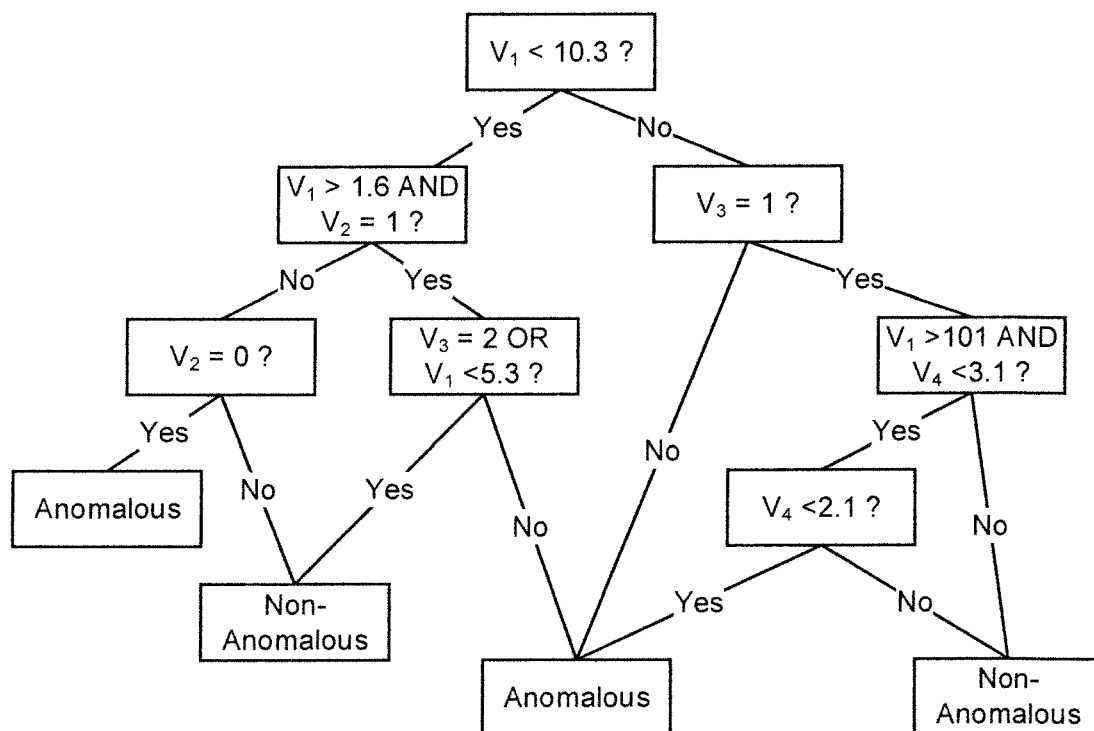 V₁ < 10.3 ?
Yes
No
V₁ > 1.6 AND
V₂ = 1 ?
V₃ = 1 ?
No
Yes
Yes
V₂ = 0 ?
V₃ = 2 OR
V₁ <5.3 ?
V₁ >101 AND
V₄ <3.1 ?
Yes
No
Yes
No
Yes
Anomalous
No
V₄ <2.1 ?
No
Non-
Anomalous
Yes
No
Anomalous
Non-
Anomalous